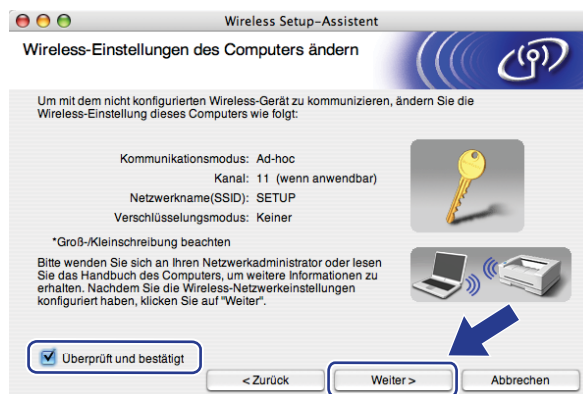 Wireless Setup-Assistent
Wireless-Einstellungen des Computers ändern
Um mit dem nicht konfigurierten Wireless-Gerät zu kommunizieren, ändern Sie die
Wireless-Einstellung dieses Computers wie folgt:
Kommunikationsmodus: Ad-hoc
Kanal: 11 (wenn anwendbar)
Netzwerkname(SSID): SETUP
Verschlüsselungsmodus: Keiner
*Groß-/Kleinschreibung beachten
Bitte wenden Sie sich an Ihren Netzwerkadministrator oder lesen
Sie das Handbuch des Computers, um weitere Informationen zu
erhalten. Nachdem Sie die Wireless-Netzwerkeinstellungen
konfiguriert haben, klicken Sie auf "Weiter".
Überprüft und bestätigt
< Zurück Weiter > Abbrechen